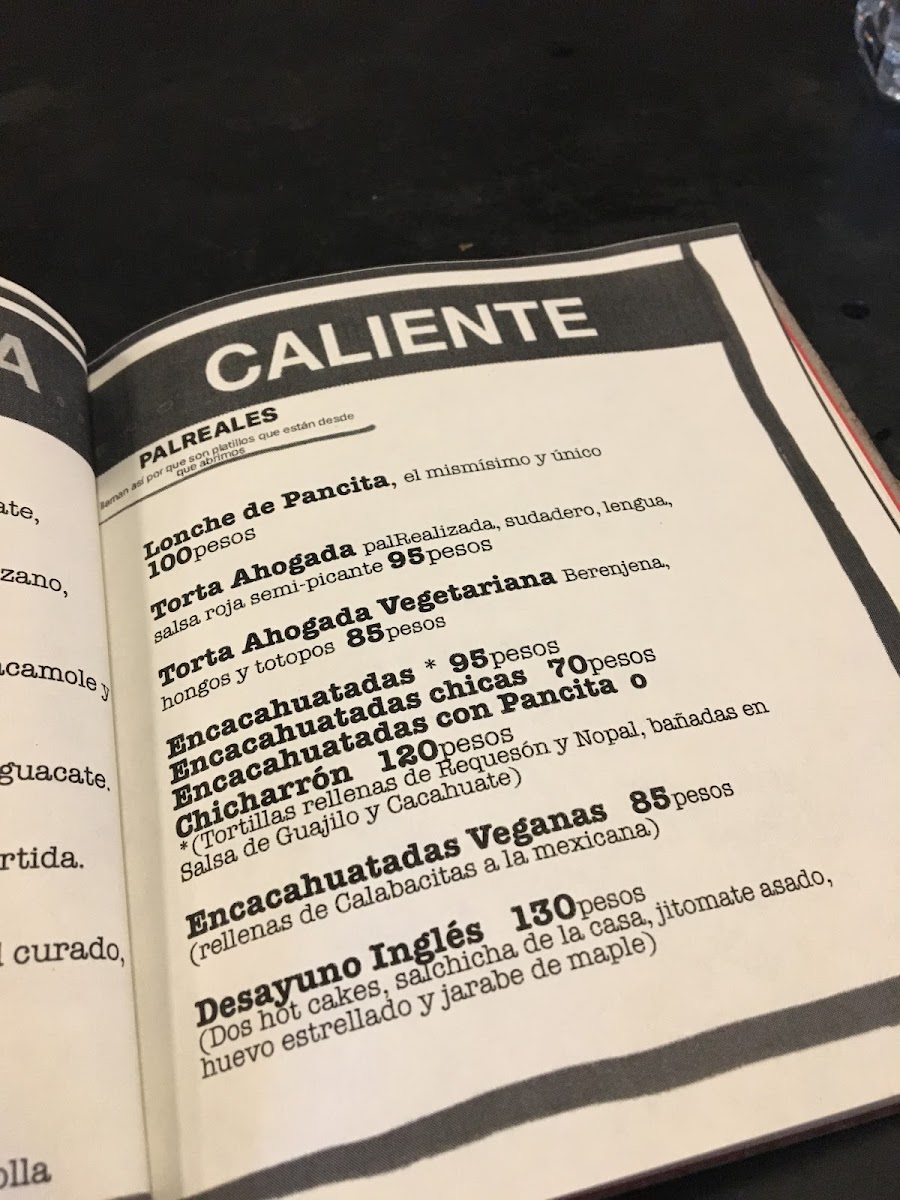 A
ate,
zano,
acamole y
guacate.
rtida.
curado,
olla
CALIENTE
PALREALES
llaman así por que son platillos que están desde
que abrimos
Lonche de Pancita, el mismísimo y único
100pesos
Torta Ahogada palRealizada, sudadero, lengua,
salsa roja semi-picante 95pesos
Torta Ahogada Vegetariana Berenjena,
hongos y totopos 85pesos
Encacahuatadas * 95pesos
Encacahuatadas chicas 70pesos
Encacahuatadas con Pancita o
Chicharrón 120pesos
*(Tortillas rellenas de Requesón y Nopal, bañadas en
Salsa de Guajilo y Cacahuate)
Encacahuatadas Veganas 85pesos
(rellenas de Calabacitas a la mexicana)
Desayuno Inglés 130pesos
(Dos hot cakes, salchicha de la casa, jitomate asado,
huevo estrellado y jarabe de maple)